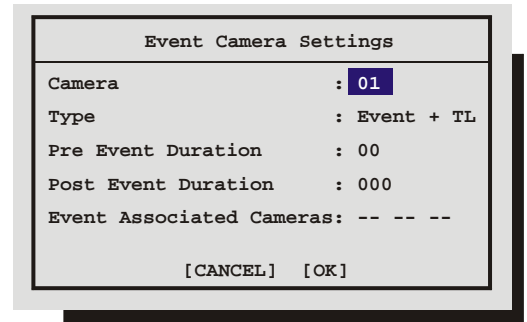 Event Camera Settings
Camera : 01
Type : Event + TL
Pre Event Duration : 00
Post Event Duration : 000
Event Associated Cameras: -- -- --
[CANCEL] [OK]